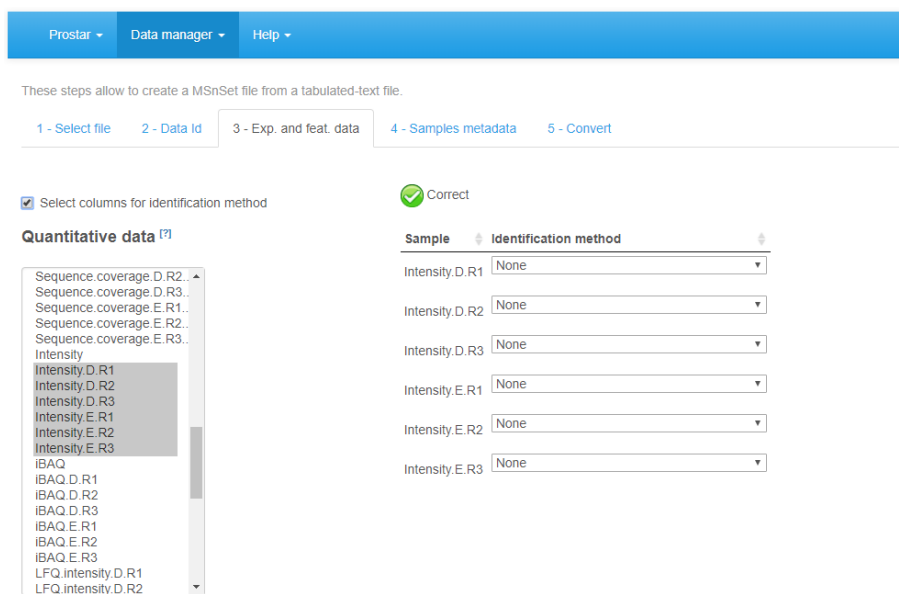 Prostar
Data manager
Help
These steps allow to create a MSnSet file from a tabulated-text file.
1 - Select file
2 - Data Id
3 - Exp. and feat. data
4 - Samples metadata
5 - Convert
Select columns for identification method
Quantitative data [?]
Sequence.coverage.D.R2..
Sequence.coverage.D.R3..
Sequence.coverage.E.R1..
Sequence.coverage.E.R2..
Sequence.coverage.E.R3..
Intensity
Intensity.D.R1
Intensity.D.R2
Intensity.D.R3
Intensity.E.R1
Intensity.E.R2
Intensity.E.R3
iBAQ
iBAQ.D.R1
iBAQ.D.R2
iBAQ.D.R3
iBAQ.E.R1
iBAQ.E.R2
iBAQ.E.R3
LFQ.intensity.D.R1
LFQ.intensity.D.R2
Correct
Sample Identification method
Intensity.D.R1 None
Intensity.D.R2 None
Intensity.D.R3 None
Intensity.E.R1 None
Intensity.E.R2 None
Intensity.E.R3 None